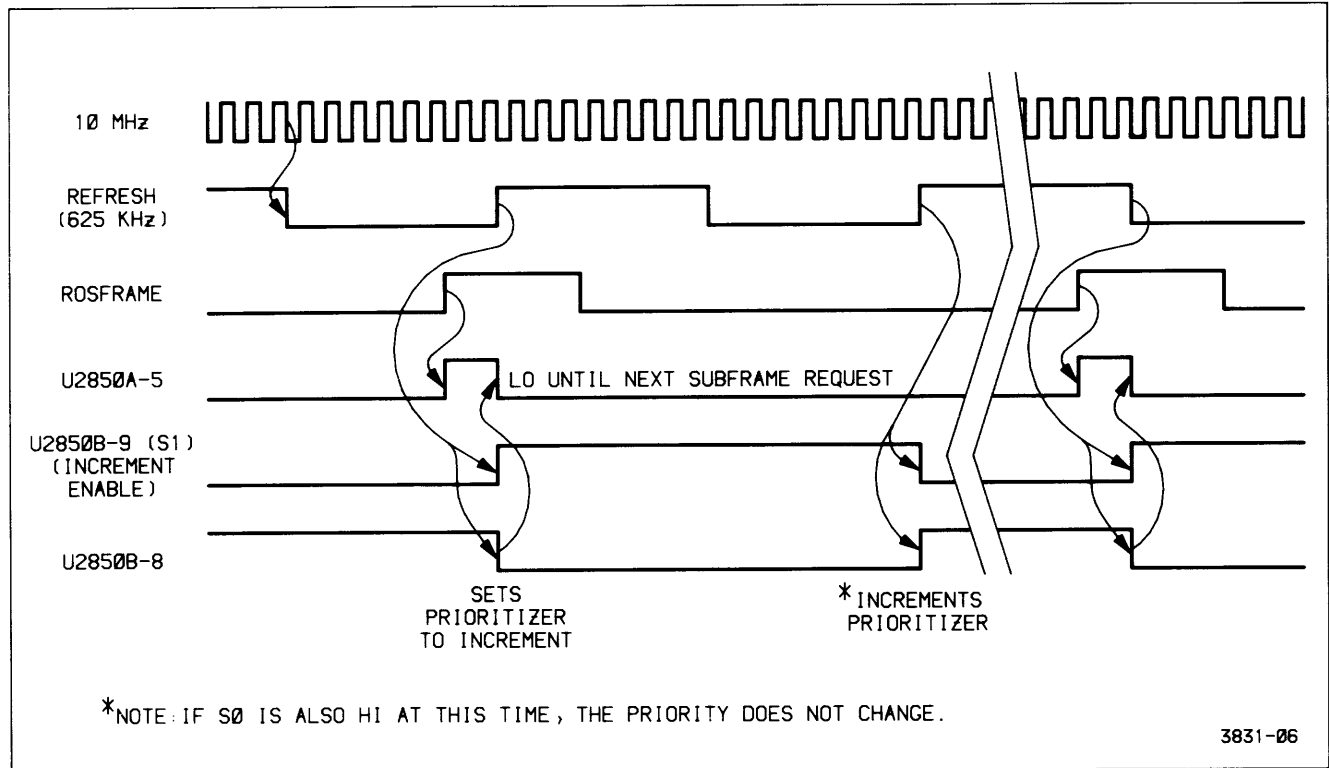 10 MHz
REFRESH
(625 KHz)
ROSFRAME
U2850A-5
LO UNTIL NEXT SUBFRAME REQUEST
U2850B-9 (S1)
(INCREMENT
ENABLE)
U2850B-8
SETS
PRIORITIZER
TO INCREMENT
*INCREMENTS
PRIORITIZER
*NOTE: IF S0 IS ALSO HI AT THIS TIME, THE PRIORITY DOES NOT CHANGE.
3831-06